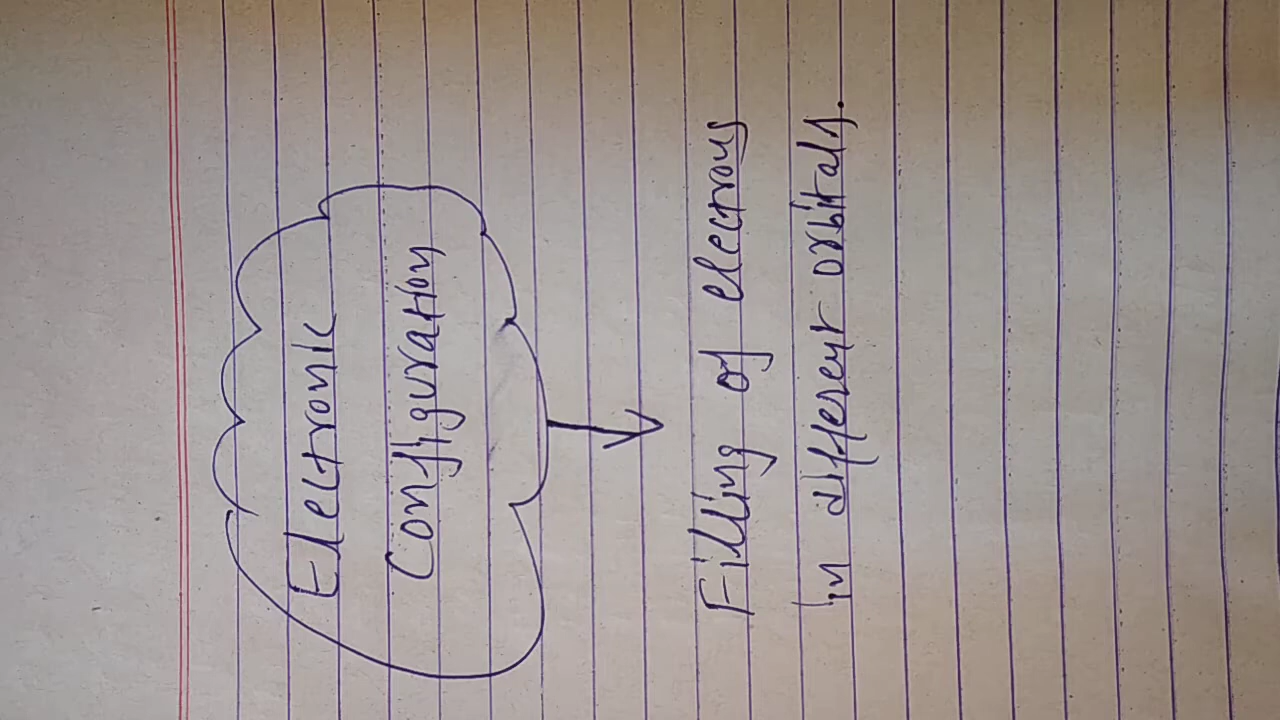 Electronic
Configuration
Filling of electrons
in different orbitals.